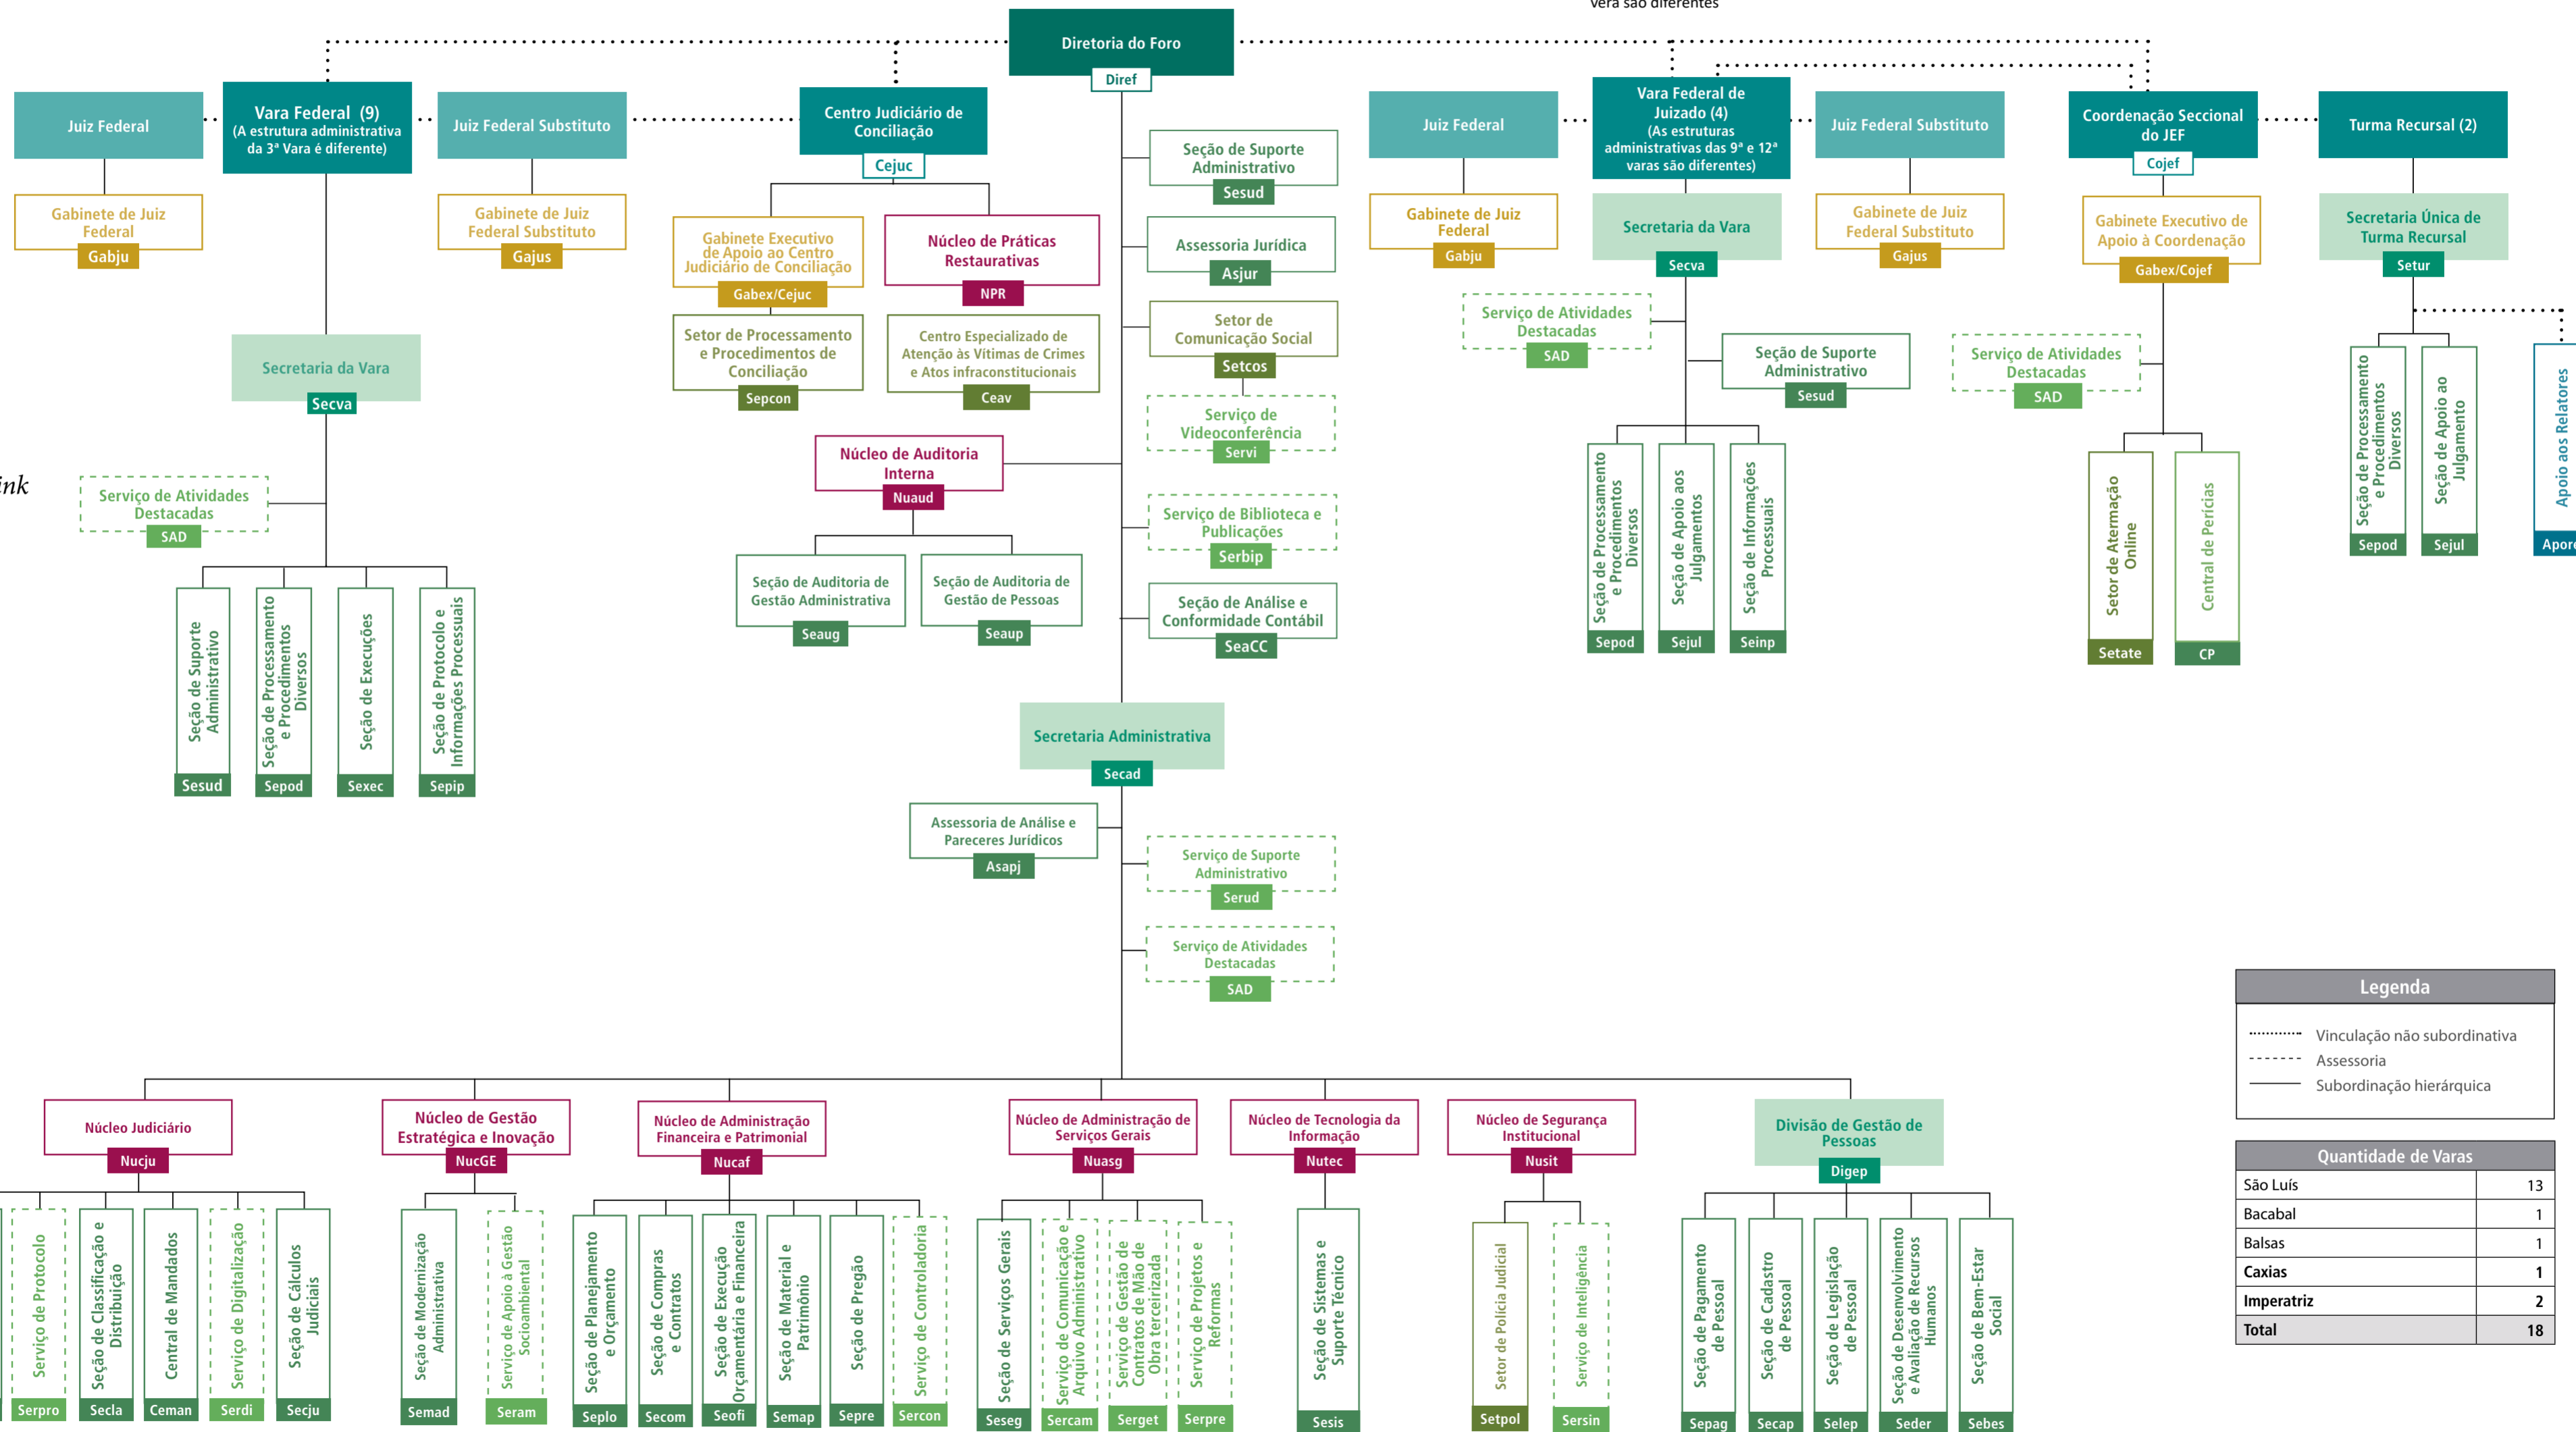 vera são diferentes
Diretoria do Foro
Diref
Juiz Federal
Gabinete de Juiz
Federal
Gabju
Vara Federal (9)
(A estrutura administrativa
da 3ª Vara é diferente)
Juiz Federal Substituto
Gabinete de Juiz
Federal Substituto
Gajus
Secretaria da Vara
Secva
ink
Serviço de Atividades
Destacadas
SAD
Seção de Suporte
Administrativo
Sesud
Seção de Processamento
e Procedimentos
Diversos
Sepod
Seção de Execuções
Sexec
Seção de Protocolo e
Informações Processuais
Sepip
Centro Judiciário de
Conciliação
Cejuc
Gabinete Executivo
de Apoio ao Centro
Judiciário de Conciliação
Gabex/Cejuc
Núcleo de Práticas
Restaurativas
NPR
Setor de Processamento
e Procedimentos de
Conciliação
Sepcon
Centro Especializado de
Atenção às Vítimas de Crimes
e Atos infraconstitucionais
Ceav
Núcleo de Auditoria
Interna
Nuaud
Seção de Auditoria de
Gestão Administrativa
Seaug
Seção de Auditoria de
Gestão de Pessoas
Seaup
Seção de Suporte
Administrativo
Sesud
Assessoria Jurídica
Asjur
Setor de
Comunicação Social
Setcos
Serviço de
Videoconferência
Servi
Serviço de Biblioteca e
Publicações
Serbip
Seção de Análise e
Conformidade Contábil
SeaCC
Juiz Federal
Gabinete de Juiz
Federal
Gabju
Vara Federal de
Juizado (4)
(As estruturas
administrativas das 9ª e 12ª
varas são diferentes)
Secretaria da Vara
Secva
Juiz Federal Substituto
Gabinete de Juiz
Federal Substituto
Gajus
Serviço de Atividades
Destacadas
SAD
Seção de Suporte
Administrativo
Sesud
Seção de Processamento
e Procedimentos
Diversos
Sepod
Seção de Apoio aos
Julgamentos
Sejul
Seção de Informações
Processuais
Seinp
Coordenação Seccional
do JEF
Cojef
Gabinete Executivo de
Apoio à Coordenação
Gabex/Cojef
Serviço de Atividades
Destacadas
SAD
Setor de Atermação
Online
Setate
Central de Perícias
CP
Turma Recursal (2)
Secretaria Única de
Turma Recursal
Setur
Seção de Processamento
e Procedimentos
Diversos
Sepod
Seção de Apoio ao
Julgamento
Sejul
Apoio aos Relatores
Apore
Secretaria Administrativa
Secad
Assessoria de Análise e
Pareceres Jurídicos
Asapj
Serviço de Suporte
Administrativo
Serud
Serviço de Atividades
Destacadas
SAD
Núcleo Judiciário
Nucju
Serviço de Protocolo
Serpro
Seção de Classificação e
Distribuição
Secla
Central de Mandados
Ceman
Serviço de Digitalização
Serdi
Seção de Cálculos
Judiciais
Secju
Núcleo de Gestão
Estratégica e Inovação
NucGE
Seção de Modernização
Administrativa
Semad
Serviço de Apoio à Gestão
Socioambiental
Seram
Núcleo de Administração
Financeira e Patrimonial
Nucaf
Seção de Planejamento
e Orçamento
Seplo
Seção de Compras
e Contratos
Secom
Seção de Execução
Orçamentária e Financeira
Seofi
Seção de Material e
Patrimônio
Semap
Seção de Pregão
Sepre
Serviço de Controladoria
Sercon
Núcleo de Administração de
Serviços Gerais
Nuasg
Seção de Serviços Gerais
Seseg
Serviço de Comunicação e
Arquivo Administrativo
Sercam
Serviço de Gestão de
Contratos de Mão de
Obra terceirizada
Serget
Serviço de Projetos e
Reformas
Serpre
Núcleo de Tecnologia da
Informação
Nutec
Seção de Sistemas e
Suporte Técnico
Sesis
Núcleo de Segurança
Institucional
Nusit
Setor de Polícia Judicial
Setpol
Serviço de Inteligência
Sersin
Divisão de Gestão de
Pessoas
Digep
Seção de Pagamento
de Pessoal
Sepag
Seção de Cadastro
de Pessoal
Secap
Seção de Legislação
de Pessoal
Selep
Seção de Desenvolvimento
e Avaliação de Recursos
Humanos
Seder
Seção de Bem-Estar
Social
Sebes
Legenda
Vinculação não subordinativa
Assessoria
Subordinação hierárquica
Quantidade de Varas
São Luís 13
Bacabal 1
Balsas 1
Caxias 1
Imperatriz 2
Total 18